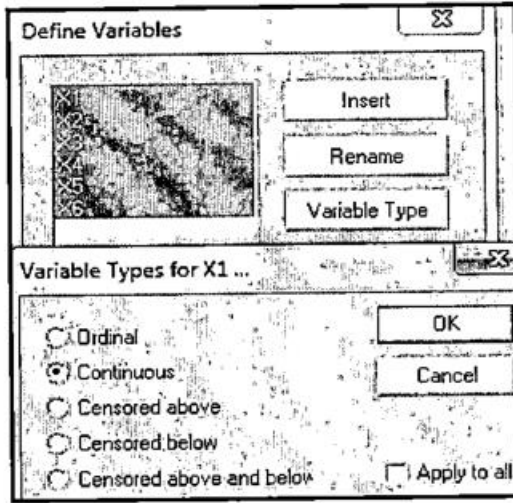 Define Variables
X1
X2
X3
X4
X5
X6
Insert
Rename
Variable Type
Variable Types for X1 ...
Ordinal
Continuous
Censored above
Censored below
Censored above and below
OK
Cancel
Apply to all